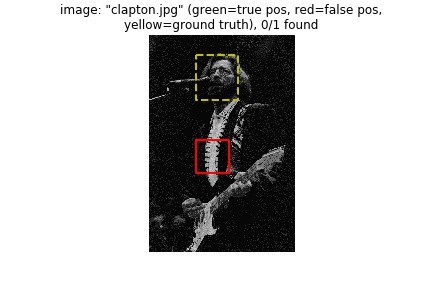 image: "clapton.jpg" (green=true pos, red=false pos,
yellow=ground truth), 0/1 found